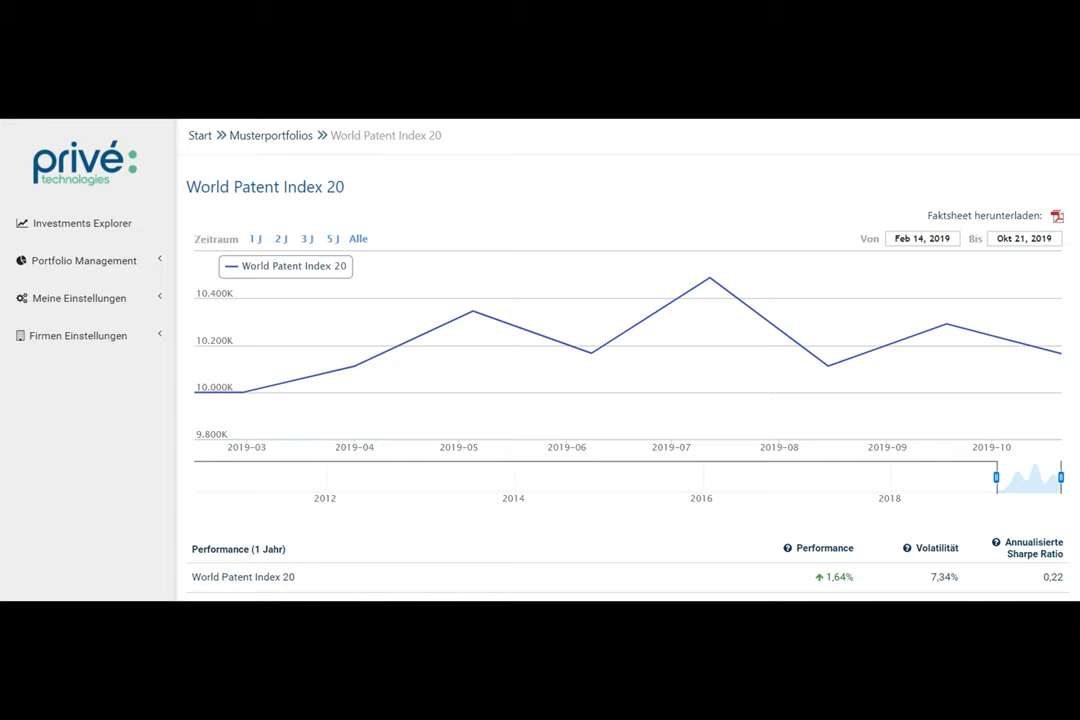 Start » Musterportfolios » World Patent Index 20
privé:
technologies
Investments Explorer
Portfolio Management
Meine Einstellungen
Firmen Einstellungen
World Patent Index 20
Faktsheet herunterladen:
Zeitraum 1 J 2 J 3 J 5 J Alle Von Feb 14, 2019 Bis Okt 21, 2019
World Patent Index 20
10.400K
10.200K
10.000K
9.800K
2019-03 2019-04 2019-05 2019-06 2019-07 2019-08 2019-09 2019-10
2012 2014 2016 2018
Performance (1 Jahr) Performance Volatilität Annualisierte
Sharpe Ratio
World Patent Index 20 1,64% 7,34% 0,22